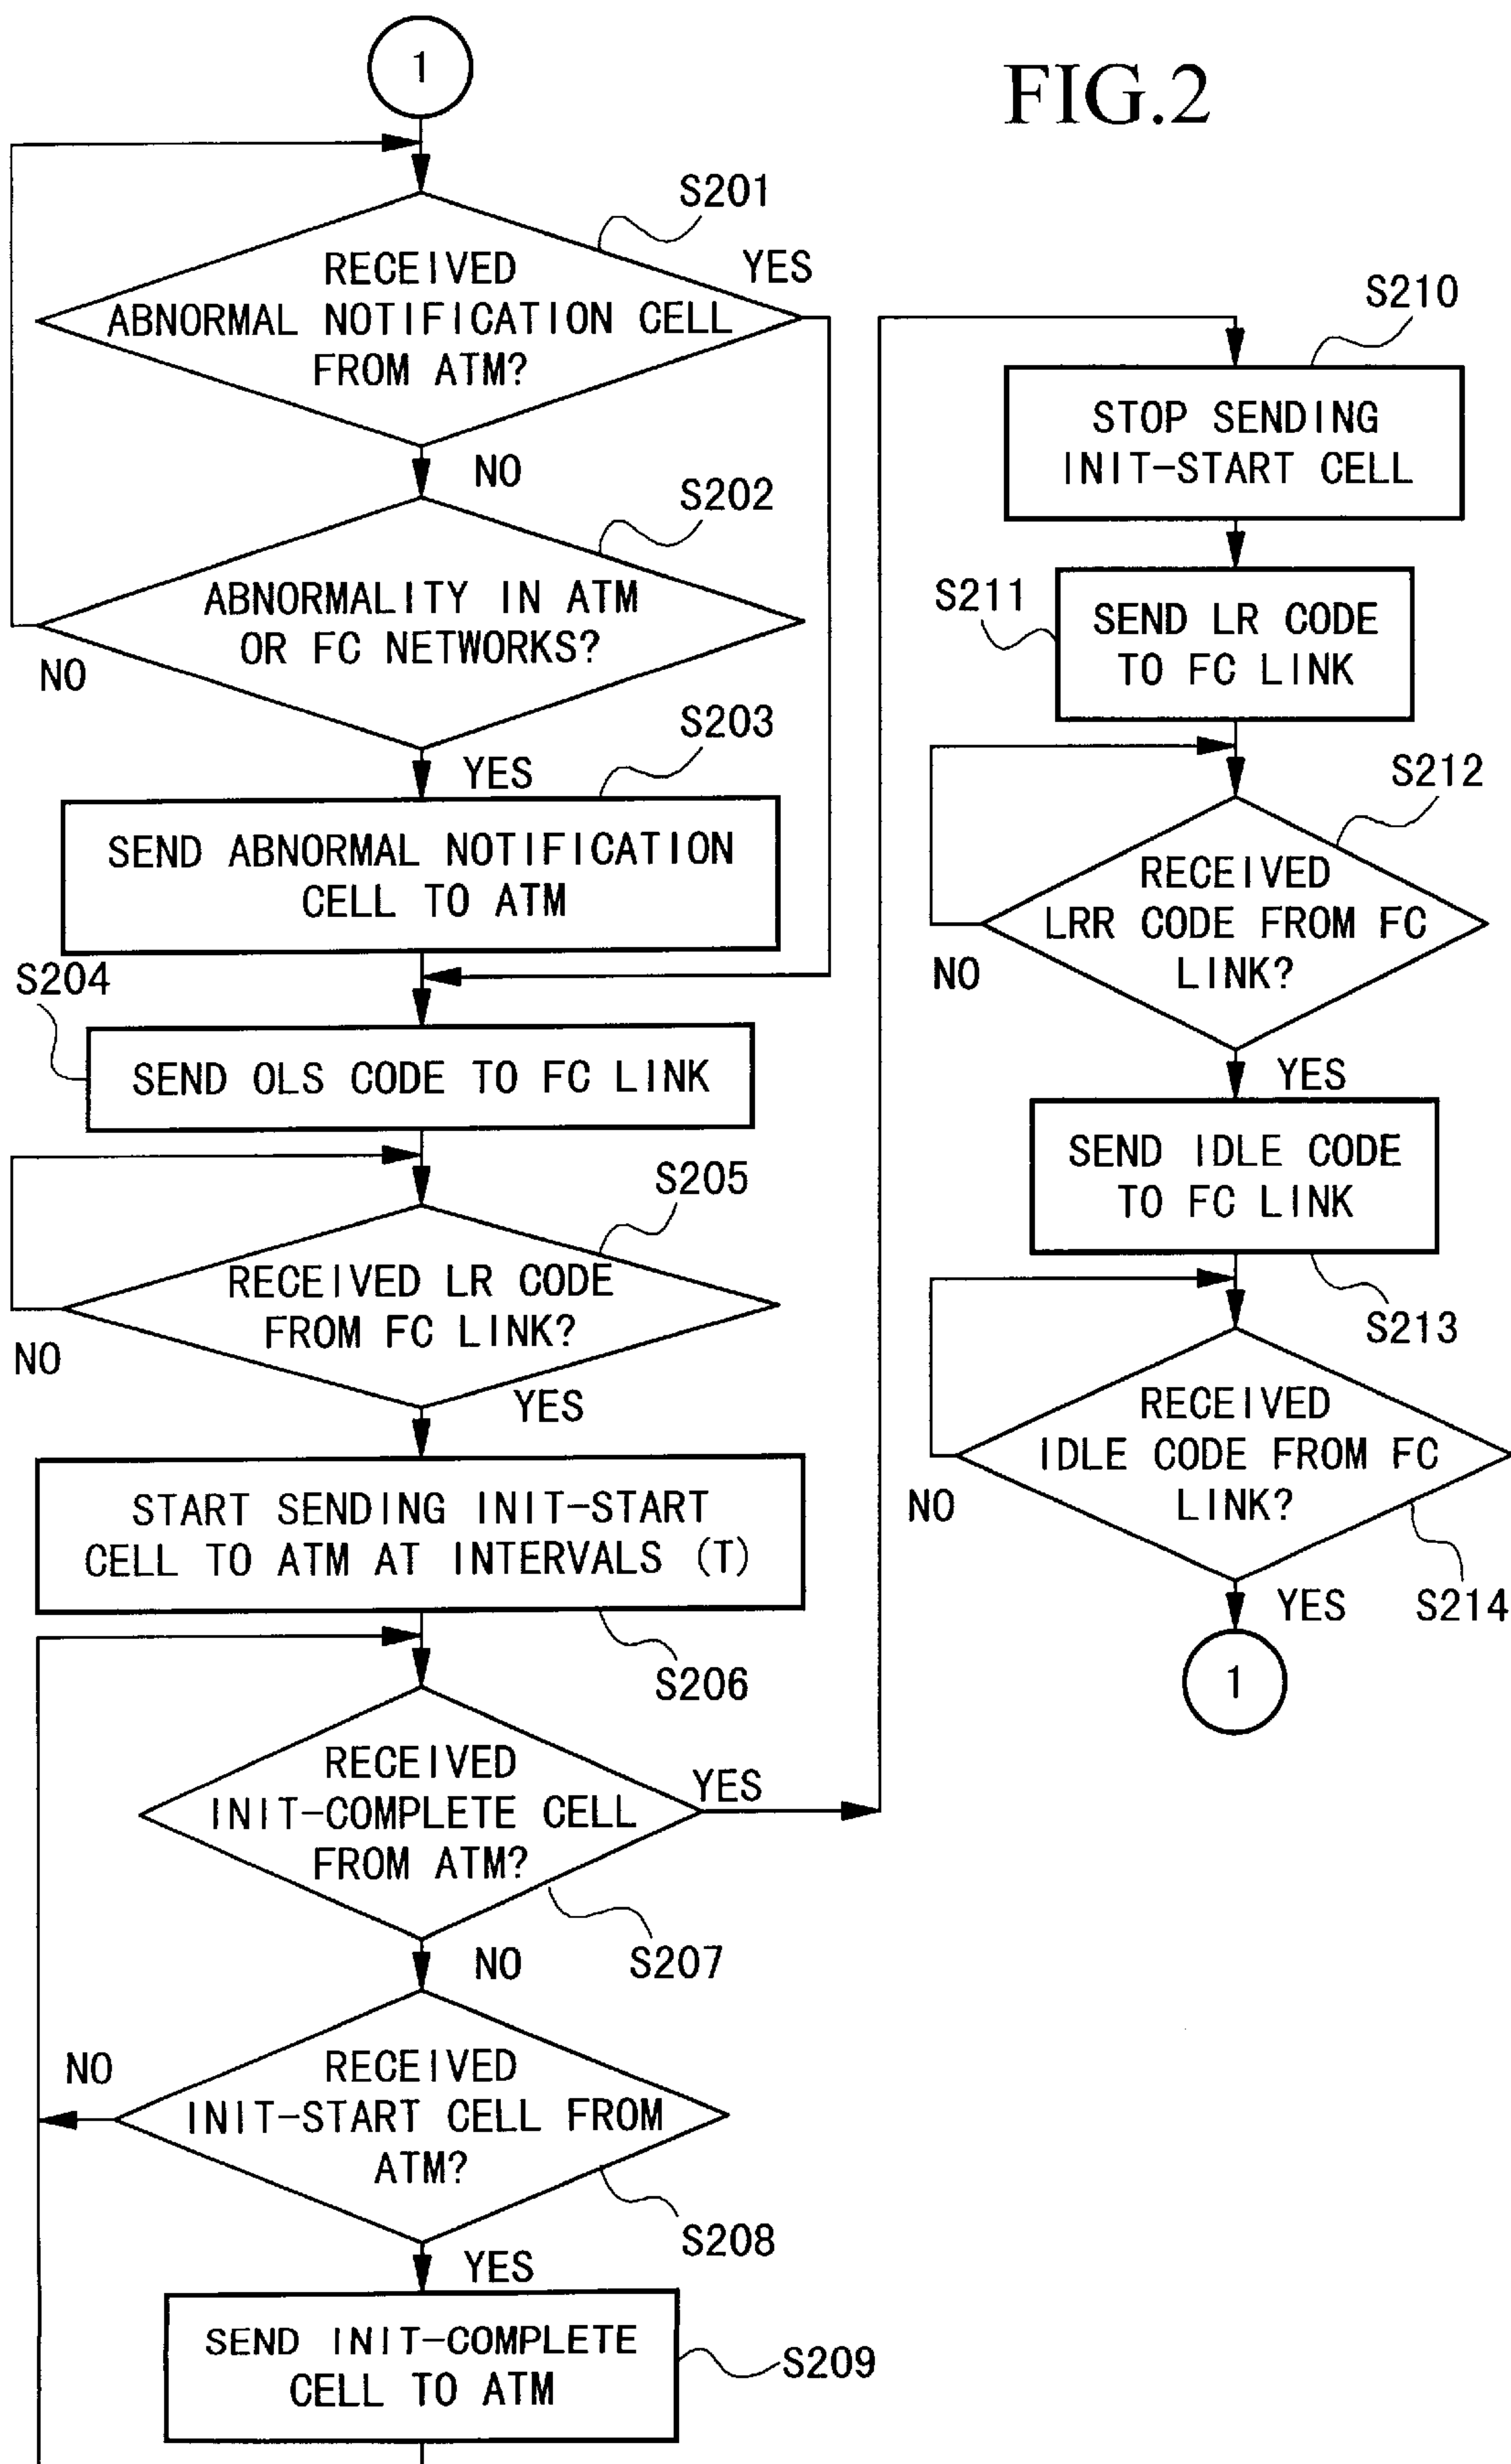 FIG.2
1
S201
RECEIVED
ABNORMAL NOTIFICATION CELL
FROM ATM?
YES
NO
S202
ABNORMALITY IN ATM
OR FC NETWORKS?
NO
YES
S203
SEND ABNORMAL NOTIFICATION
CELL TO ATM
S204
SEND OLS CODE TO FC LINK
S205
RECEIVED LR CODE
FROM FC LINK?
NO
YES
START SENDING INIT-START
CELL TO ATM AT INTERVALS (T)
S206
RECEIVED
INIT-COMPLETE CELL
FROM ATM?
YES
S207
NO
RECEIVED
INIT-START CELL FROM
ATM?
NO
S208
YES
SEND INIT-COMPLETE
CELL TO ATM
S209
S210
STOP SENDING
INIT-START CELL
S211
SEND LR CODE
TO FC LINK
S212
RECEIVED
LRR CODE FROM FC
LINK?
NO
YES
SEND IDLE CODE
TO FC LINK
S213
RECEIVED
IDLE CODE FROM FC
LINK?
NO
YES
S214
1